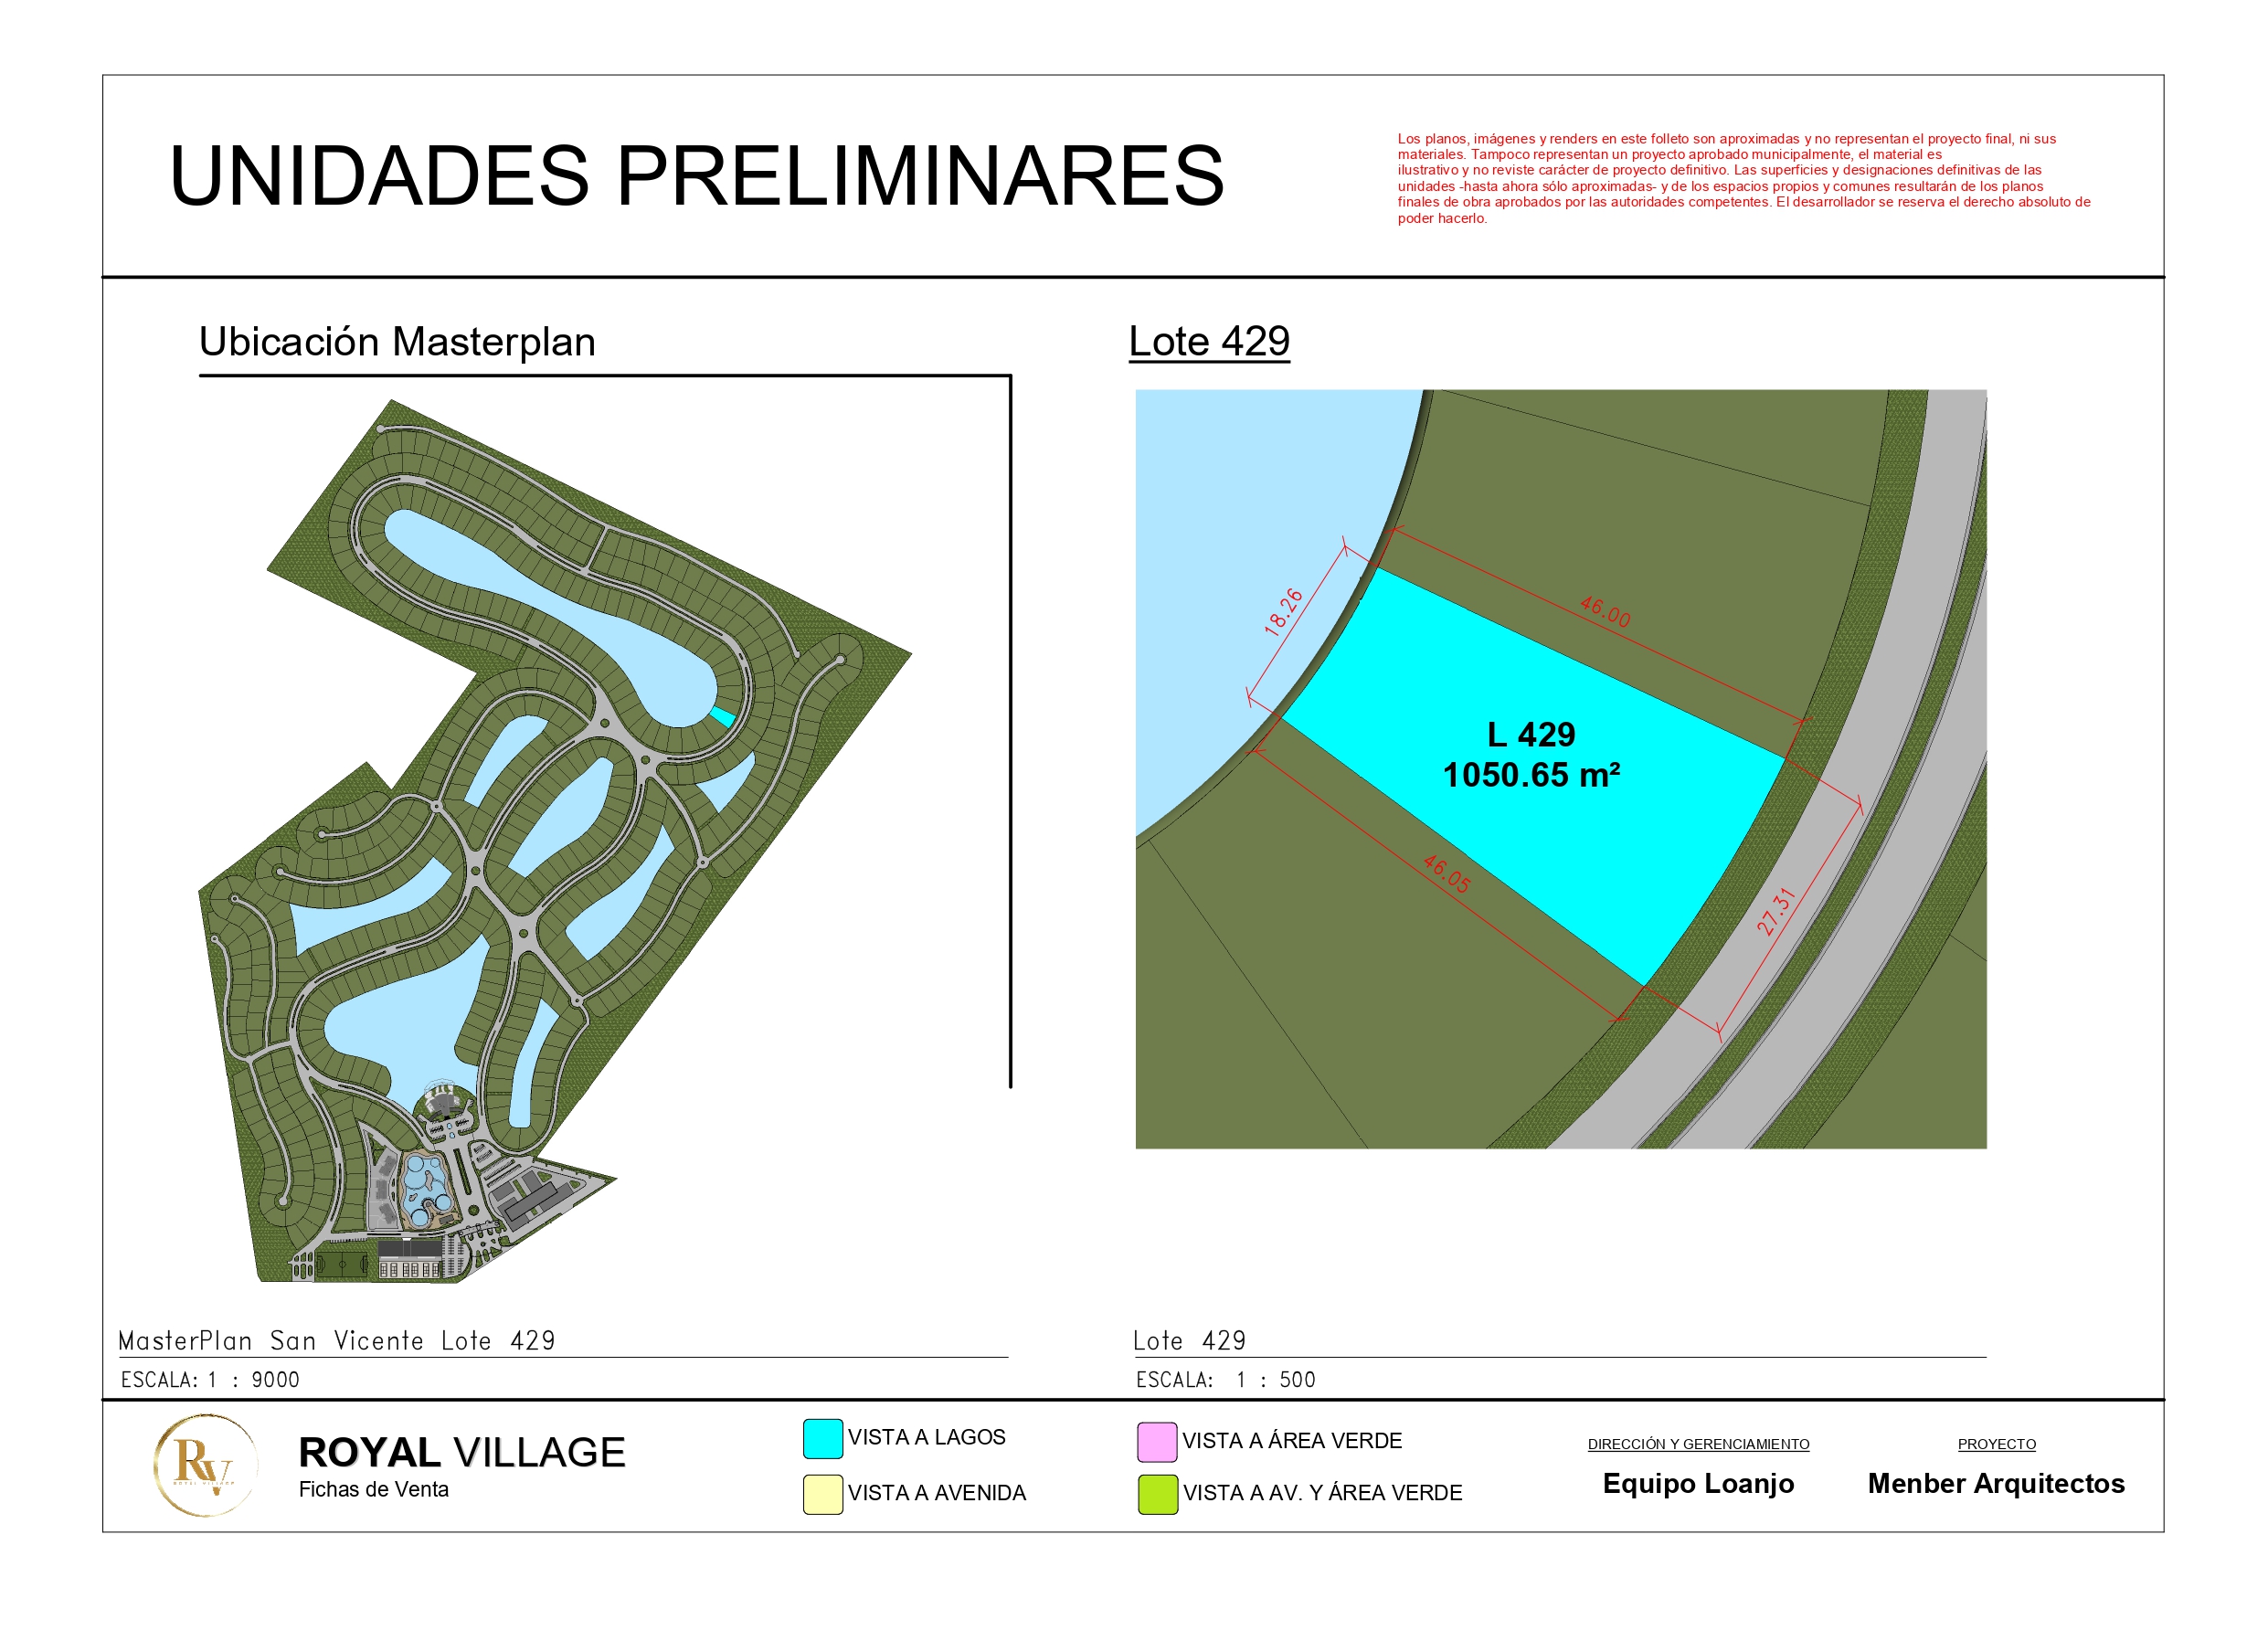 UNIDADES PRELIMINARES
Los planos, imágenes y renders en este folleto son aproximadas y no representan el proyecto final, ni sus
materiales. Tampoco representan un proyecto aprobado municipalmente, el material es
ilustrativo y no reviste carácter de proyecto definitivo. Las superficies y designaciones definitivas de las
unidades -hasta ahora sólo aproximadas- y de los espacios propios y comunes resultarán de los planos
finales de obra aprobados por las autoridades competentes. El desarrollador se reserva el derecho absoluto de
poder hacerlo.
Ubicación Masterplan
Lote 429
18.26
46.00
L 429
1050.65 m²
46.05
27.31
MasterPlan San Vicente Lote 429
ESCALA: 1 : 9000
Lote 429
ESCALA: 1 : 500
RV
ROYAL VILLAGE
ROYAL VILLAGE
Fichas de Venta
VISTA A LAGOS
VISTA A AVENIDA
VISTA A ÁREA VERDE
VISTA A AV. Y ÁREA VERDE
DIRECCIÓN Y GERENCIAMIENTO
Equipo Loanjo
PROYECTO
Menber Arquitectos